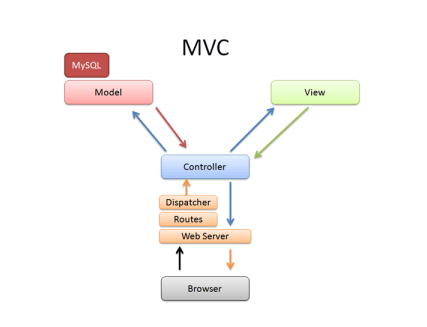 MVC
MySQL
Model
View
Controller
Dispatcher
Routes
Web Server
Browser